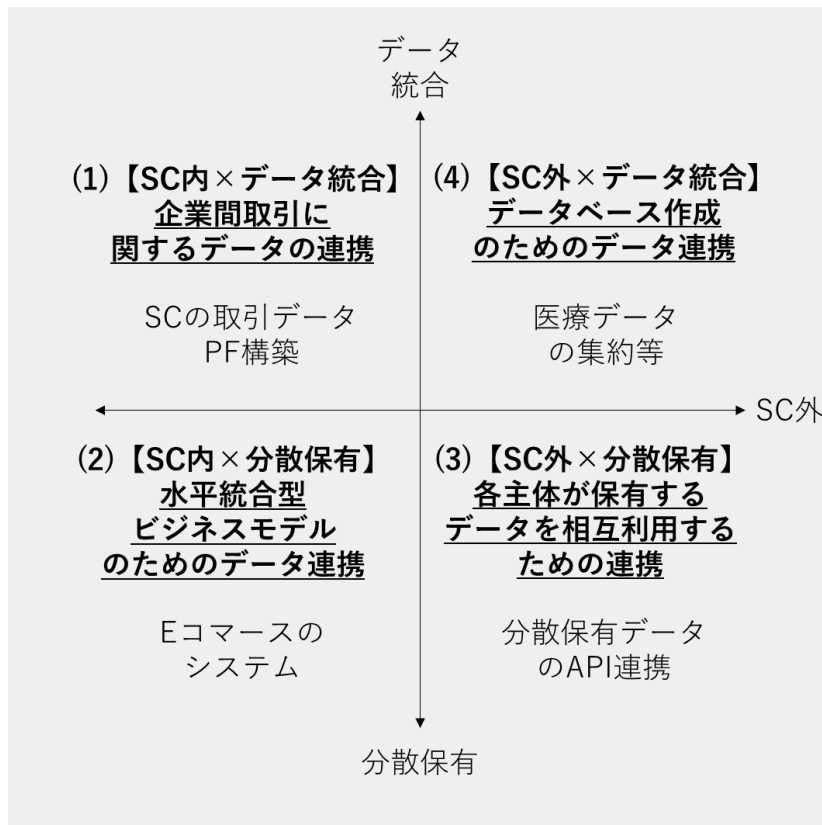 データ
統合
(1)【SC内×データ統合】
企業間取引に
関するデータの連携
SCの取引データ
PF構築
(4)【SC外×データ統合】
データベース作成
のためのデータ連携
医療データ
の集約等
SC外
(2)【SC内×分散保有】
水平統合型
ビジネスモデル
のためのデータ連携
Eコマースの
システム
(3)【SC外×分散保有】
各主体が保有する
データを相互利用する
ための連携
分散保有データ
のAPI連携
分散保有